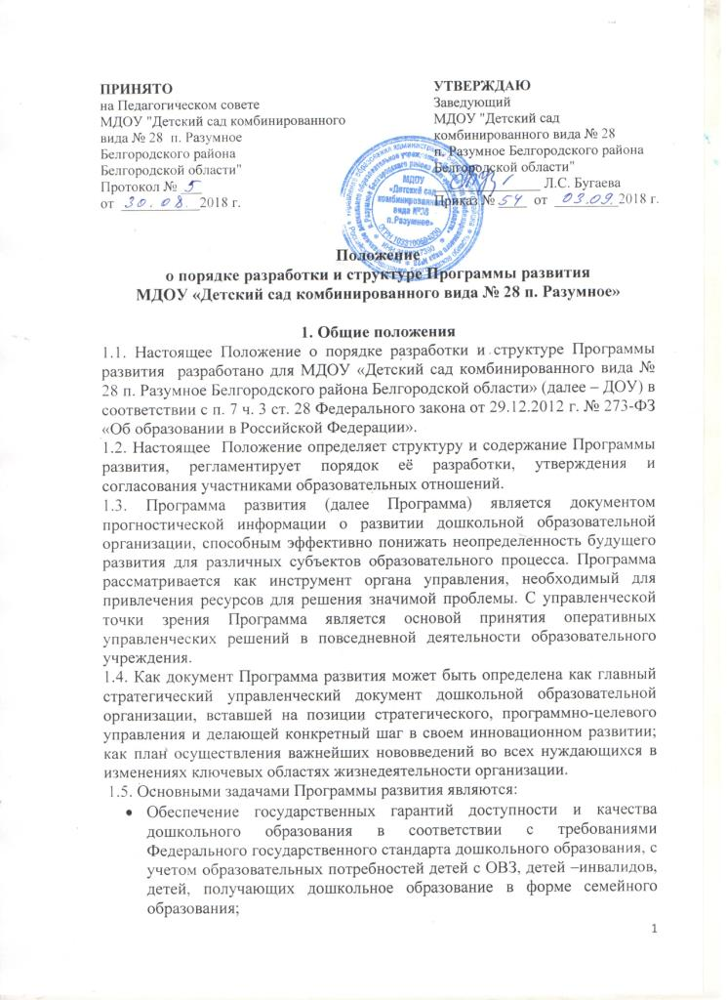 ПРИНЯТО
на Педагогическом совете
МДОУ "Детский сад комбинированного
вида № 28 п. Разумное
Белгородского района
Белгородской области"
Протокол № 5
от 30.08. 2018 г.
УТВЕРЖДАЮ
Заведующий
МДОУ "Детский сад
комбинированного вида № 28
п. Разумное Белгородского района
Белгородской области"
Л.С. Бугаева
Приказ № 54 от 03.09. 2018 г.
МДОУ
«Детский сад
комбинированного
вида №28
п.Разумное»
Положение
о порядке разработки и структуре Программы развития
МДОУ «Детский сад комбинированного вида № 28 п. Разумное»
1. Общие положения
1.1. Настоящее Положение о порядке разработки и структуре Программы
развития разработано для МДОУ «Детский сад комбинированного вида №
28 п. Разумное Белгородского района Белгородской области» (далее – ДОУ) в
соответствии с п. 7 ч. 3 ст. 28 Федерального закона от 29.12.2012 г. № 273-ФЗ
«Об образовании в Российской Федерации».
1.2. Настоящее Положение определяет структуру и содержание Программы
развития, регламентирует порядок её разработки, утверждения и
согласования участниками образовательных отношений.
1.3. Программа развития (далее Программа) является документом
прогностической информации о развитии дошкольной образовательной
организации, способным эффективно понижать неопределенность будущего
развития для различных субъектов образовательного процесса. Программа
рассматривается как инструмент органа управления, необходимый для
привлечения ресурсов для решения значимой проблемы. С управленческой
точки зрения Программа является основой принятия оперативных
управленческих решений в повседневной деятельности образовательного
учреждения.
1.4. Как документ Программа развития может быть определена как главный
стратегический управленческий документ дошкольной образовательной
организации, вставшей на позиции стратегического, программно-целевого
управления и делающей конкретный шаг в своем инновационном развитии;
как план осуществления важнейших нововведений во всех нуждающихся в
изменениях ключевых областях жизнедеятельности организации.
1.5. Основными задачами Программы развития являются:
• Обеспечение государственных гарантий доступности и качества
дошкольного образования в соответствии с требованиями
Федерального государственного стандарта дошкольного образования, с
учетом образовательных потребностей детей с ОВЗ, детей –инвалидов,
детей, получающих дошкольное образование в форме семейного
образования;
1